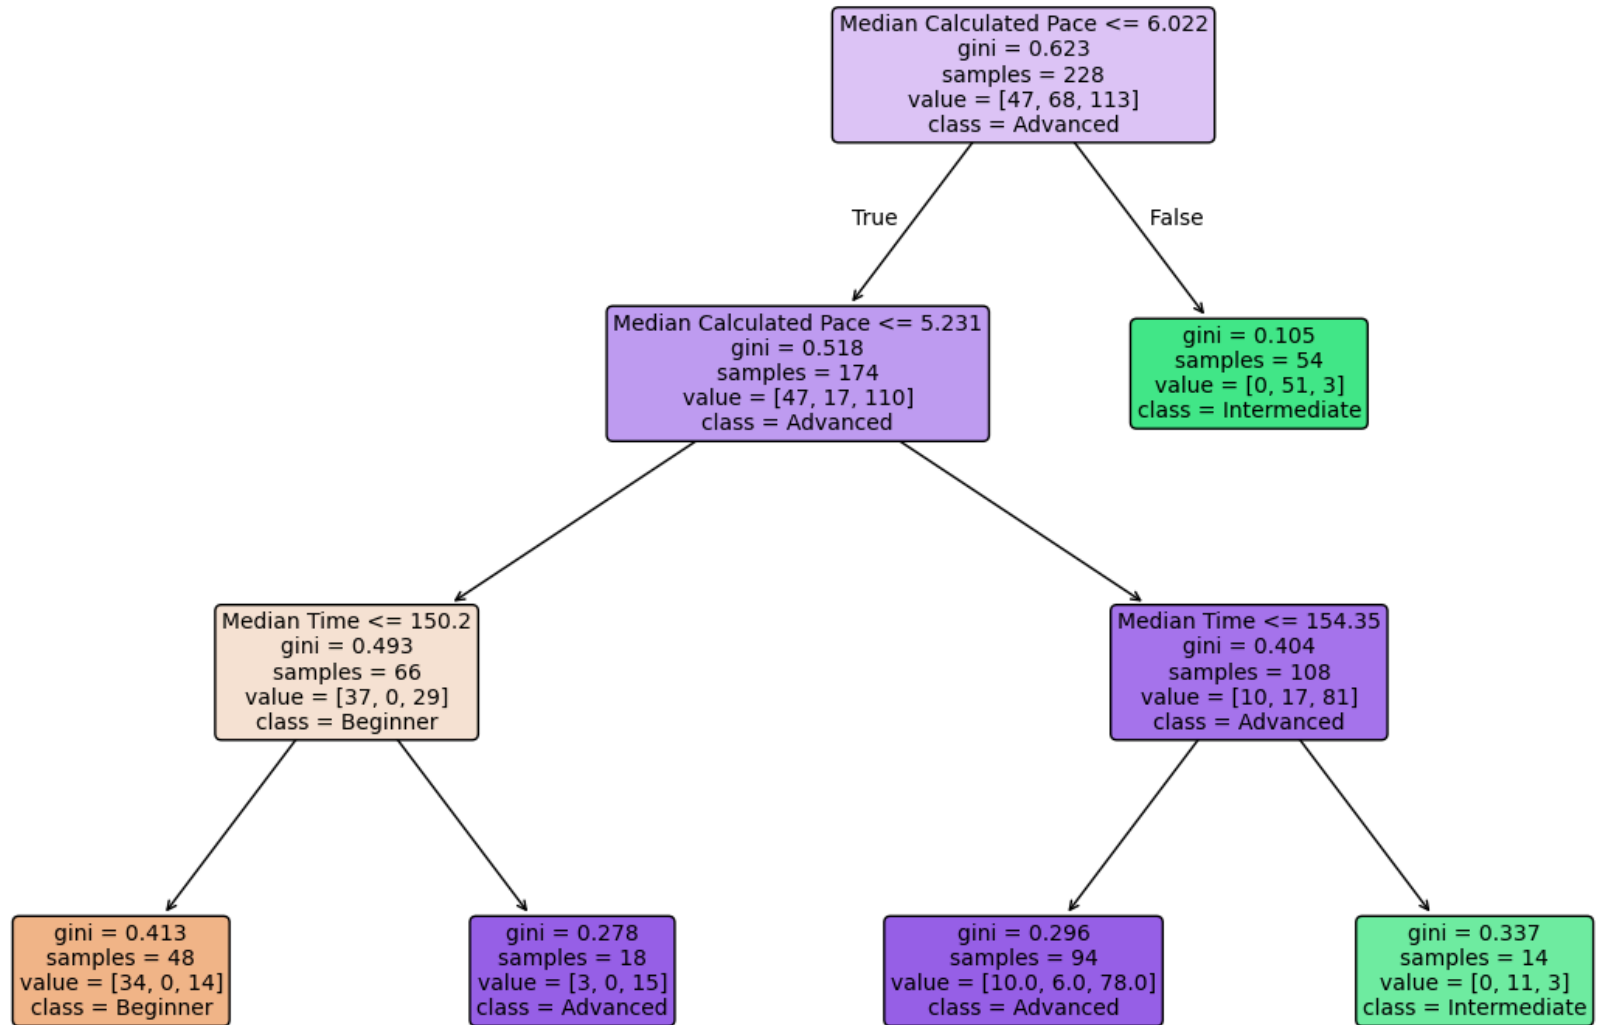 Median Calculated Pace <= 6.022
gini = 0.623
samples = 228
value = [47, 68, 113]
class = Advanced
True
False
Median Calculated Pace <= 5.231
gini = 0.518
samples = 174
value = [47, 17, 110]
class = Advanced
gini = 0.105
samples = 54
value = [0, 51, 3]
class = Intermediate
Median Time <= 150.2
gini = 0.493
samples = 66
value = [37, 0, 29]
class = Beginner
Median Time <= 154.35
gini = 0.404
samples = 108
value = [10, 17, 81]
class = Advanced
gini = 0.413
samples = 48
value = [34, 0, 14]
class = Beginner
gini = 0.278
samples = 18
value = [3, 0, 15]
class = Advanced
gini = 0.296
samples = 94
value = [10.0, 6.0, 78.0]
class = Advanced
gini = 0.337
samples = 14
value = [0, 11, 3]
class = Intermediate